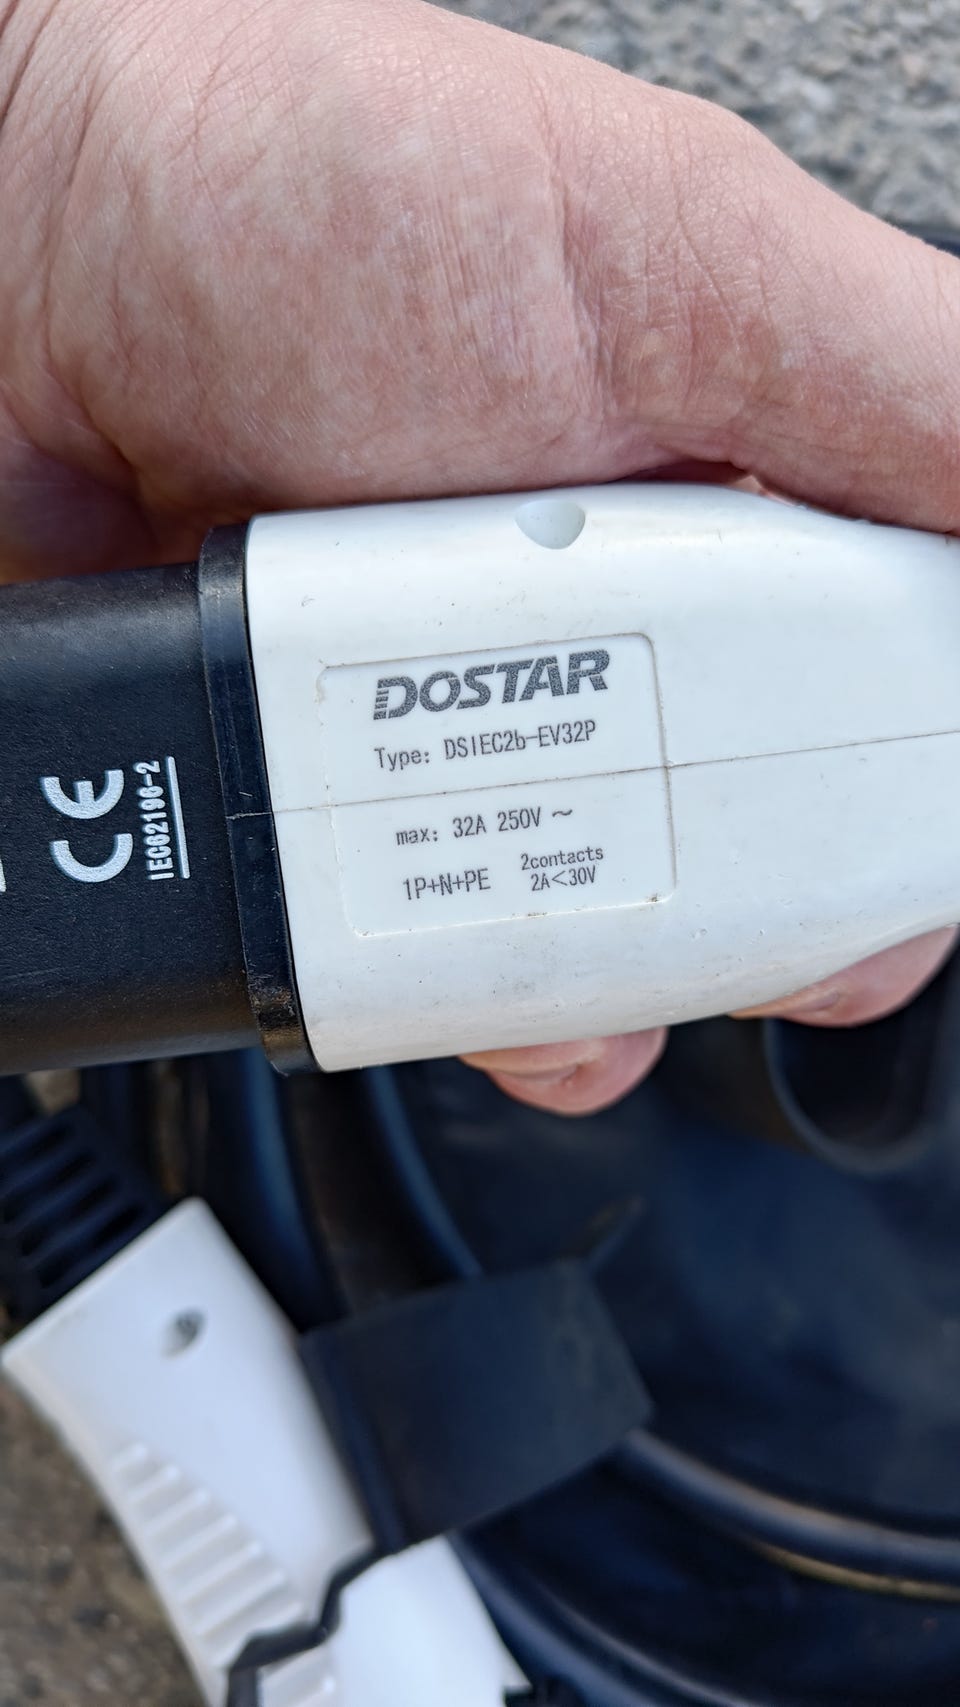 DOSTAR
Type: DSIEC2b-EV32P
max: 32A 250V ~
1P+N+PE
2contacts
2A<30V
CE
IEC62196-2